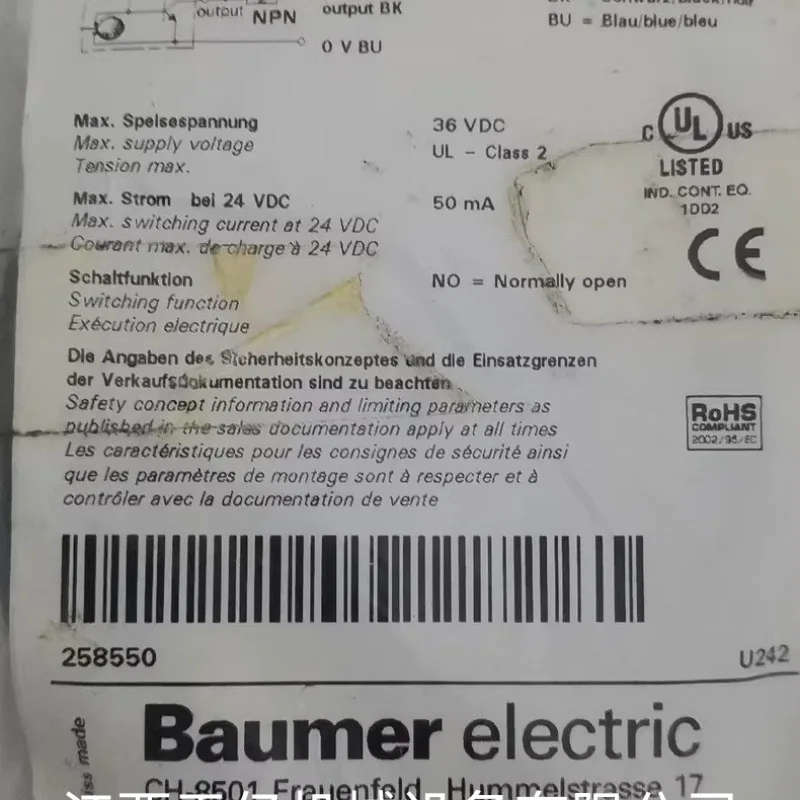 output NPN
output BK
0 V BU
BU = Blau/blue/bleu
Max. Speisespannung
Max. supply voltage
Tension max.
36 VDC
UL - Class 2
C UL US
LISTED
IND. CONT. EQ.
1DD2
Max. Strom bei 24 VDC
Max. switching current at 24 VDC
Courant max. de charge à 24 VDC
50 mA
CE
Schaltfunktion
Switching function
Exécution electrique
NO = Normally open
Die Angaben des Sicherheitskonzeptes und die Einsatzgrenzen
der Verkaufsdokumentation sind zu beachten
Safety concept information and limiting parameters as
published in the sales documentation apply at all times
Les caractéristiques pour les consignes de sécurité ainsi
que les paramètres de montage sont à respecter et à
contrôler avec la documentation de vente
RoHS
COMPLIANT
2002/95/EC
258550
U242
Baumer electric
made
CH-8501 Frauenfeld Hummelstrasse 17